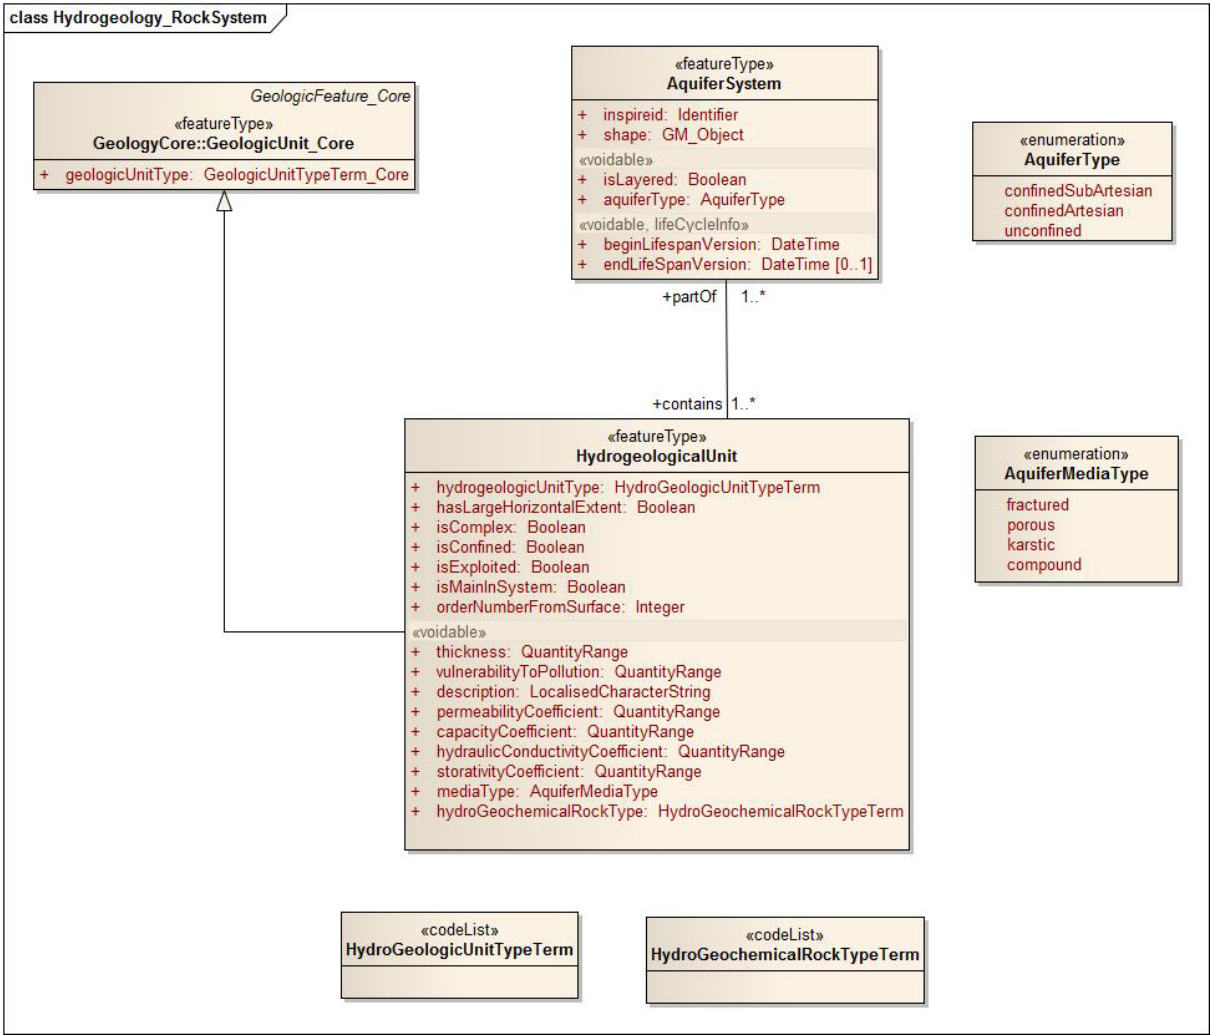 class Hydrogeology_RockSystem
GeologicFeature_Core
«featureType»
GeologyCore::GeologicUnit_Core
+ geologicUnitType: GeologicUnitTypeTerm_Core
«featureType»
AquiferSystem
+ inspireid: Identifier
+ shape: GM_Object
«voidable»
+ isLayered: Boolean
+ aquiferType: AquiferType
«voidable, lifeCycleInfo»
+ beginLifespanVersion: DateTime
+ endLifeSpanVersion: DateTime [0..1]
«enumeration»
AquiferType
confinedSubArtesian
confinedArtesian
unconfined
+partOf 1..*
+contains 1..*
«featureType»
HydrogeologicalUnit
+ hydrogeologicUnitType: HydroGeologicUnitTypeTerm
+ hasLargeHorizontalExtent: Boolean
+ isComplex: Boolean
+ isConfined: Boolean
+ isExploited: Boolean
+ isMainInSystem: Boolean
+ orderNumberFromSurface: Integer
«voidable»
+ thickness: QuantityRange
+ vulnerabilityToPollution: QuantityRange
+ description: LocalisedCharacterString
+ permeabilityCoefficient: QuantityRange
+ capacityCoefficient: QuantityRange
+ hydraulicConductivityCoefficient: QuantityRange
+ storativityCoefficient: QuantityRange
+ mediaType: AquiferMediaType
+ hydroGeochemicalRockType: HydroGeochemicalRockTypeTerm
«enumeration»
AquiferMediaType
fractured
porous
karstic
compound
«codeList»
HydroGeologicUnitTypeTerm
«codeList»
HydroGeochemicalRockTypeTerm